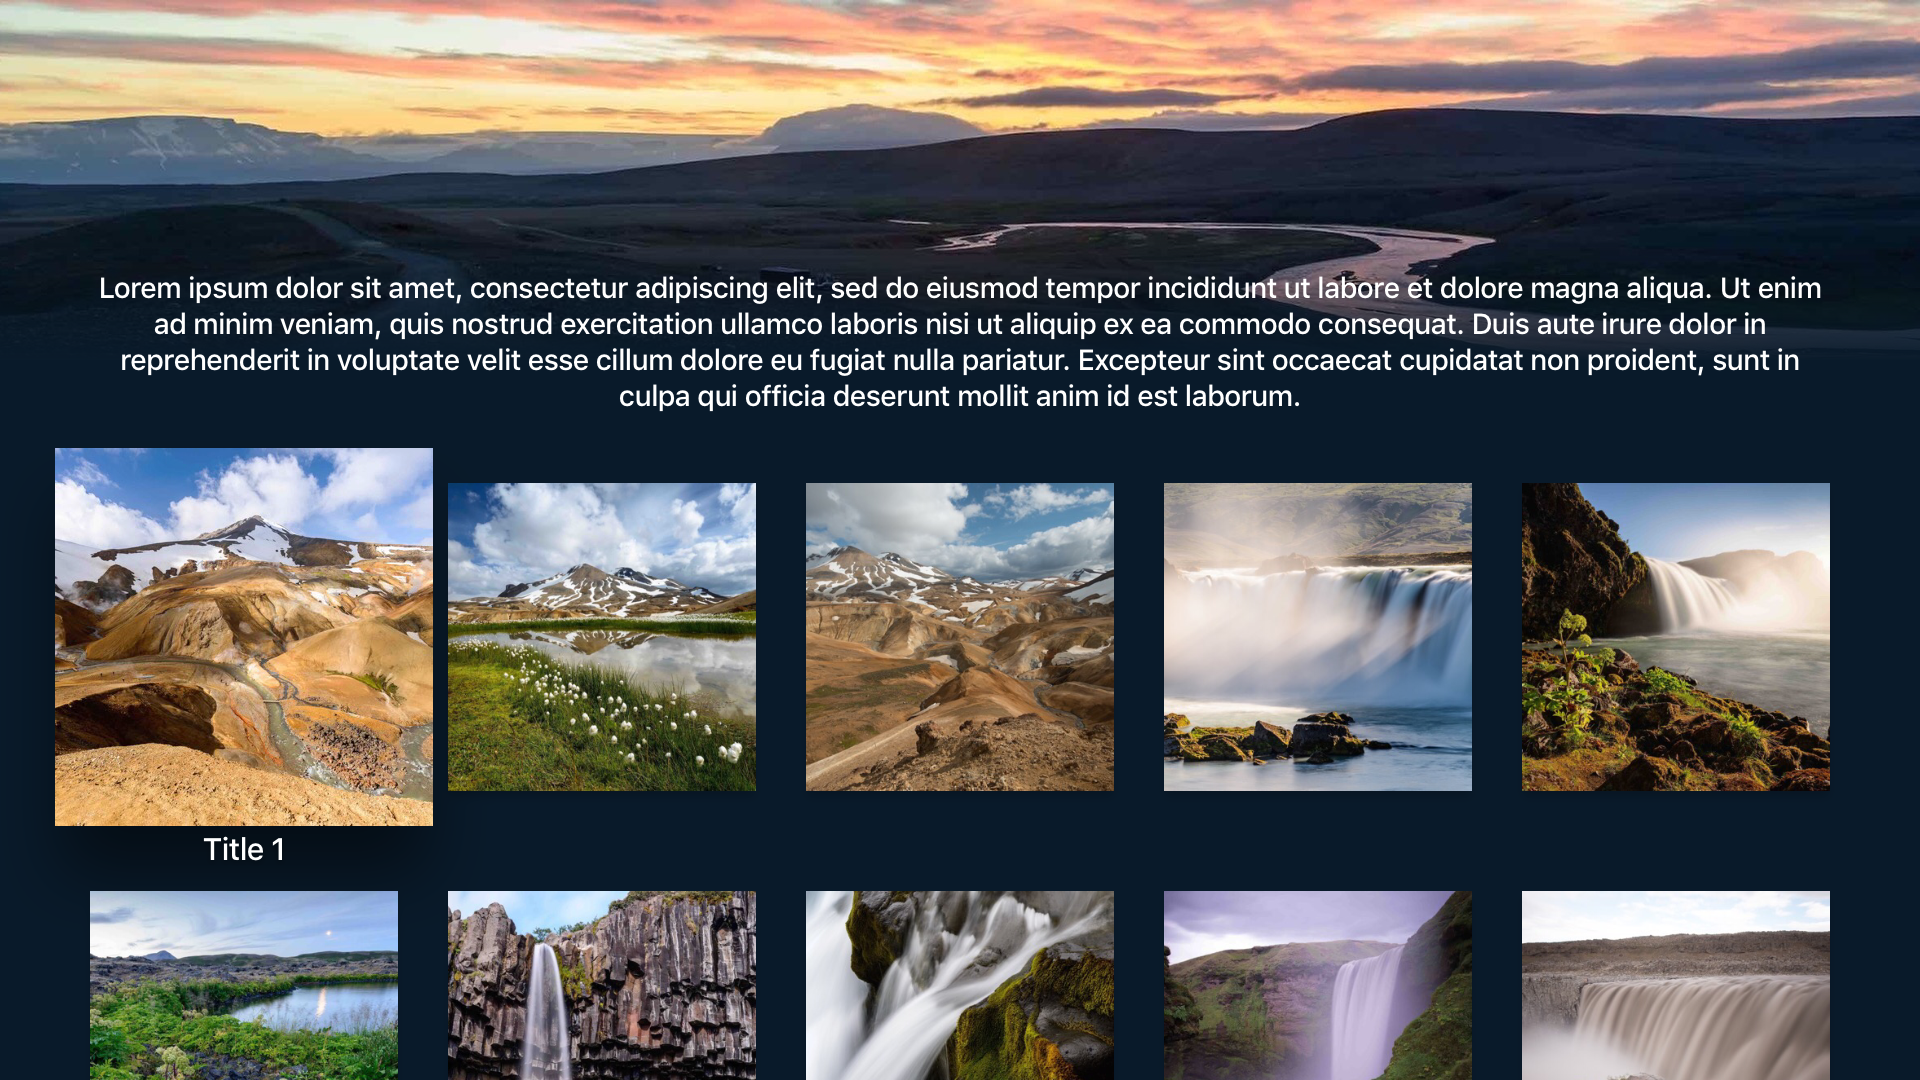 Lorem ipsum dolor sit amet, consectetur adipiscing elit, sed do eiusmod tempor incididunt ut labore et dolore magna aliqua. Ut enim
ad minim veniam, quis nostrud exercitation ullamco laboris nisi ut aliquip ex ea commodo consequat. Duis aute irure dolor in
reprehenderit in voluptate velit esse cillum dolore eu fugiat nulla pariatur. Excepteur sint occaecat cupidatat non proident, sunt in
culpa qui officia deserunt mollit anim id est laborum.
Title 1